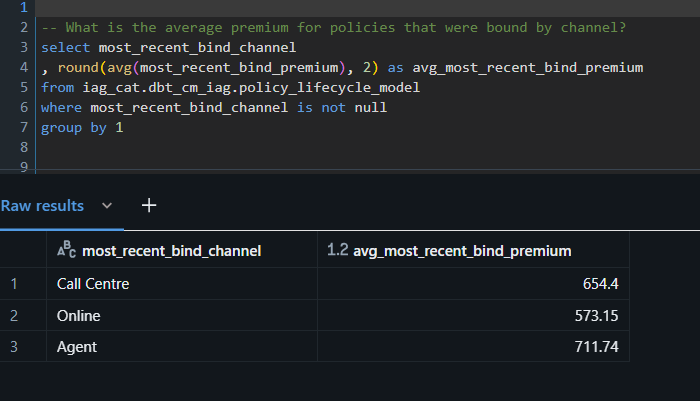 1
2 -- What is the average premium for policies that were bound by channel?
3 select most_recent_bind_channel
4 , round(avg(most_recent_bind_premium), 2) as avg_most_recent_bind_premium
5 from iag_cat.dbt_cm_iag.policy_lifecycle_model
6 where most_recent_bind_channel is not null
7 group by 1
8
9
Raw results +
ABC most_recent_bind_channel 1.2 avg_most_recent_bind_premium
1 Call Centre 654.4
2 Online 573.15
3 Agent 711.74